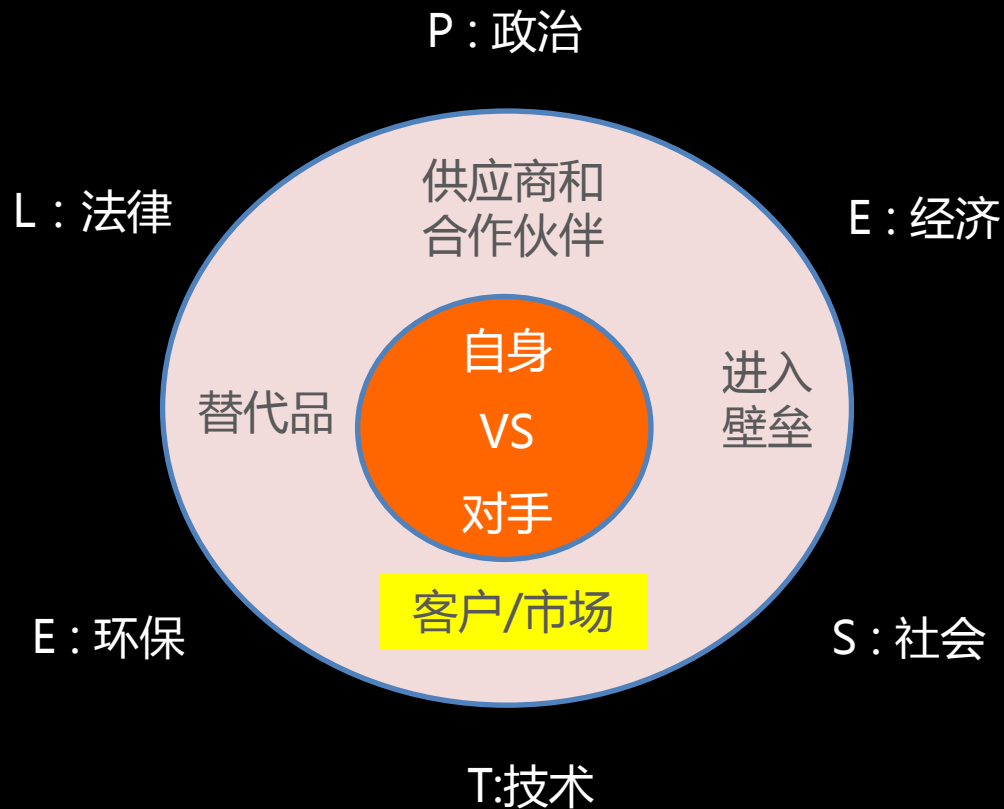 P：政治
L：法律
供应商和
合作伙伴
E：经济
自身
替代品
VS
进入
壁垒
对手
客户/市场
E：环保
S：社会
T:技术